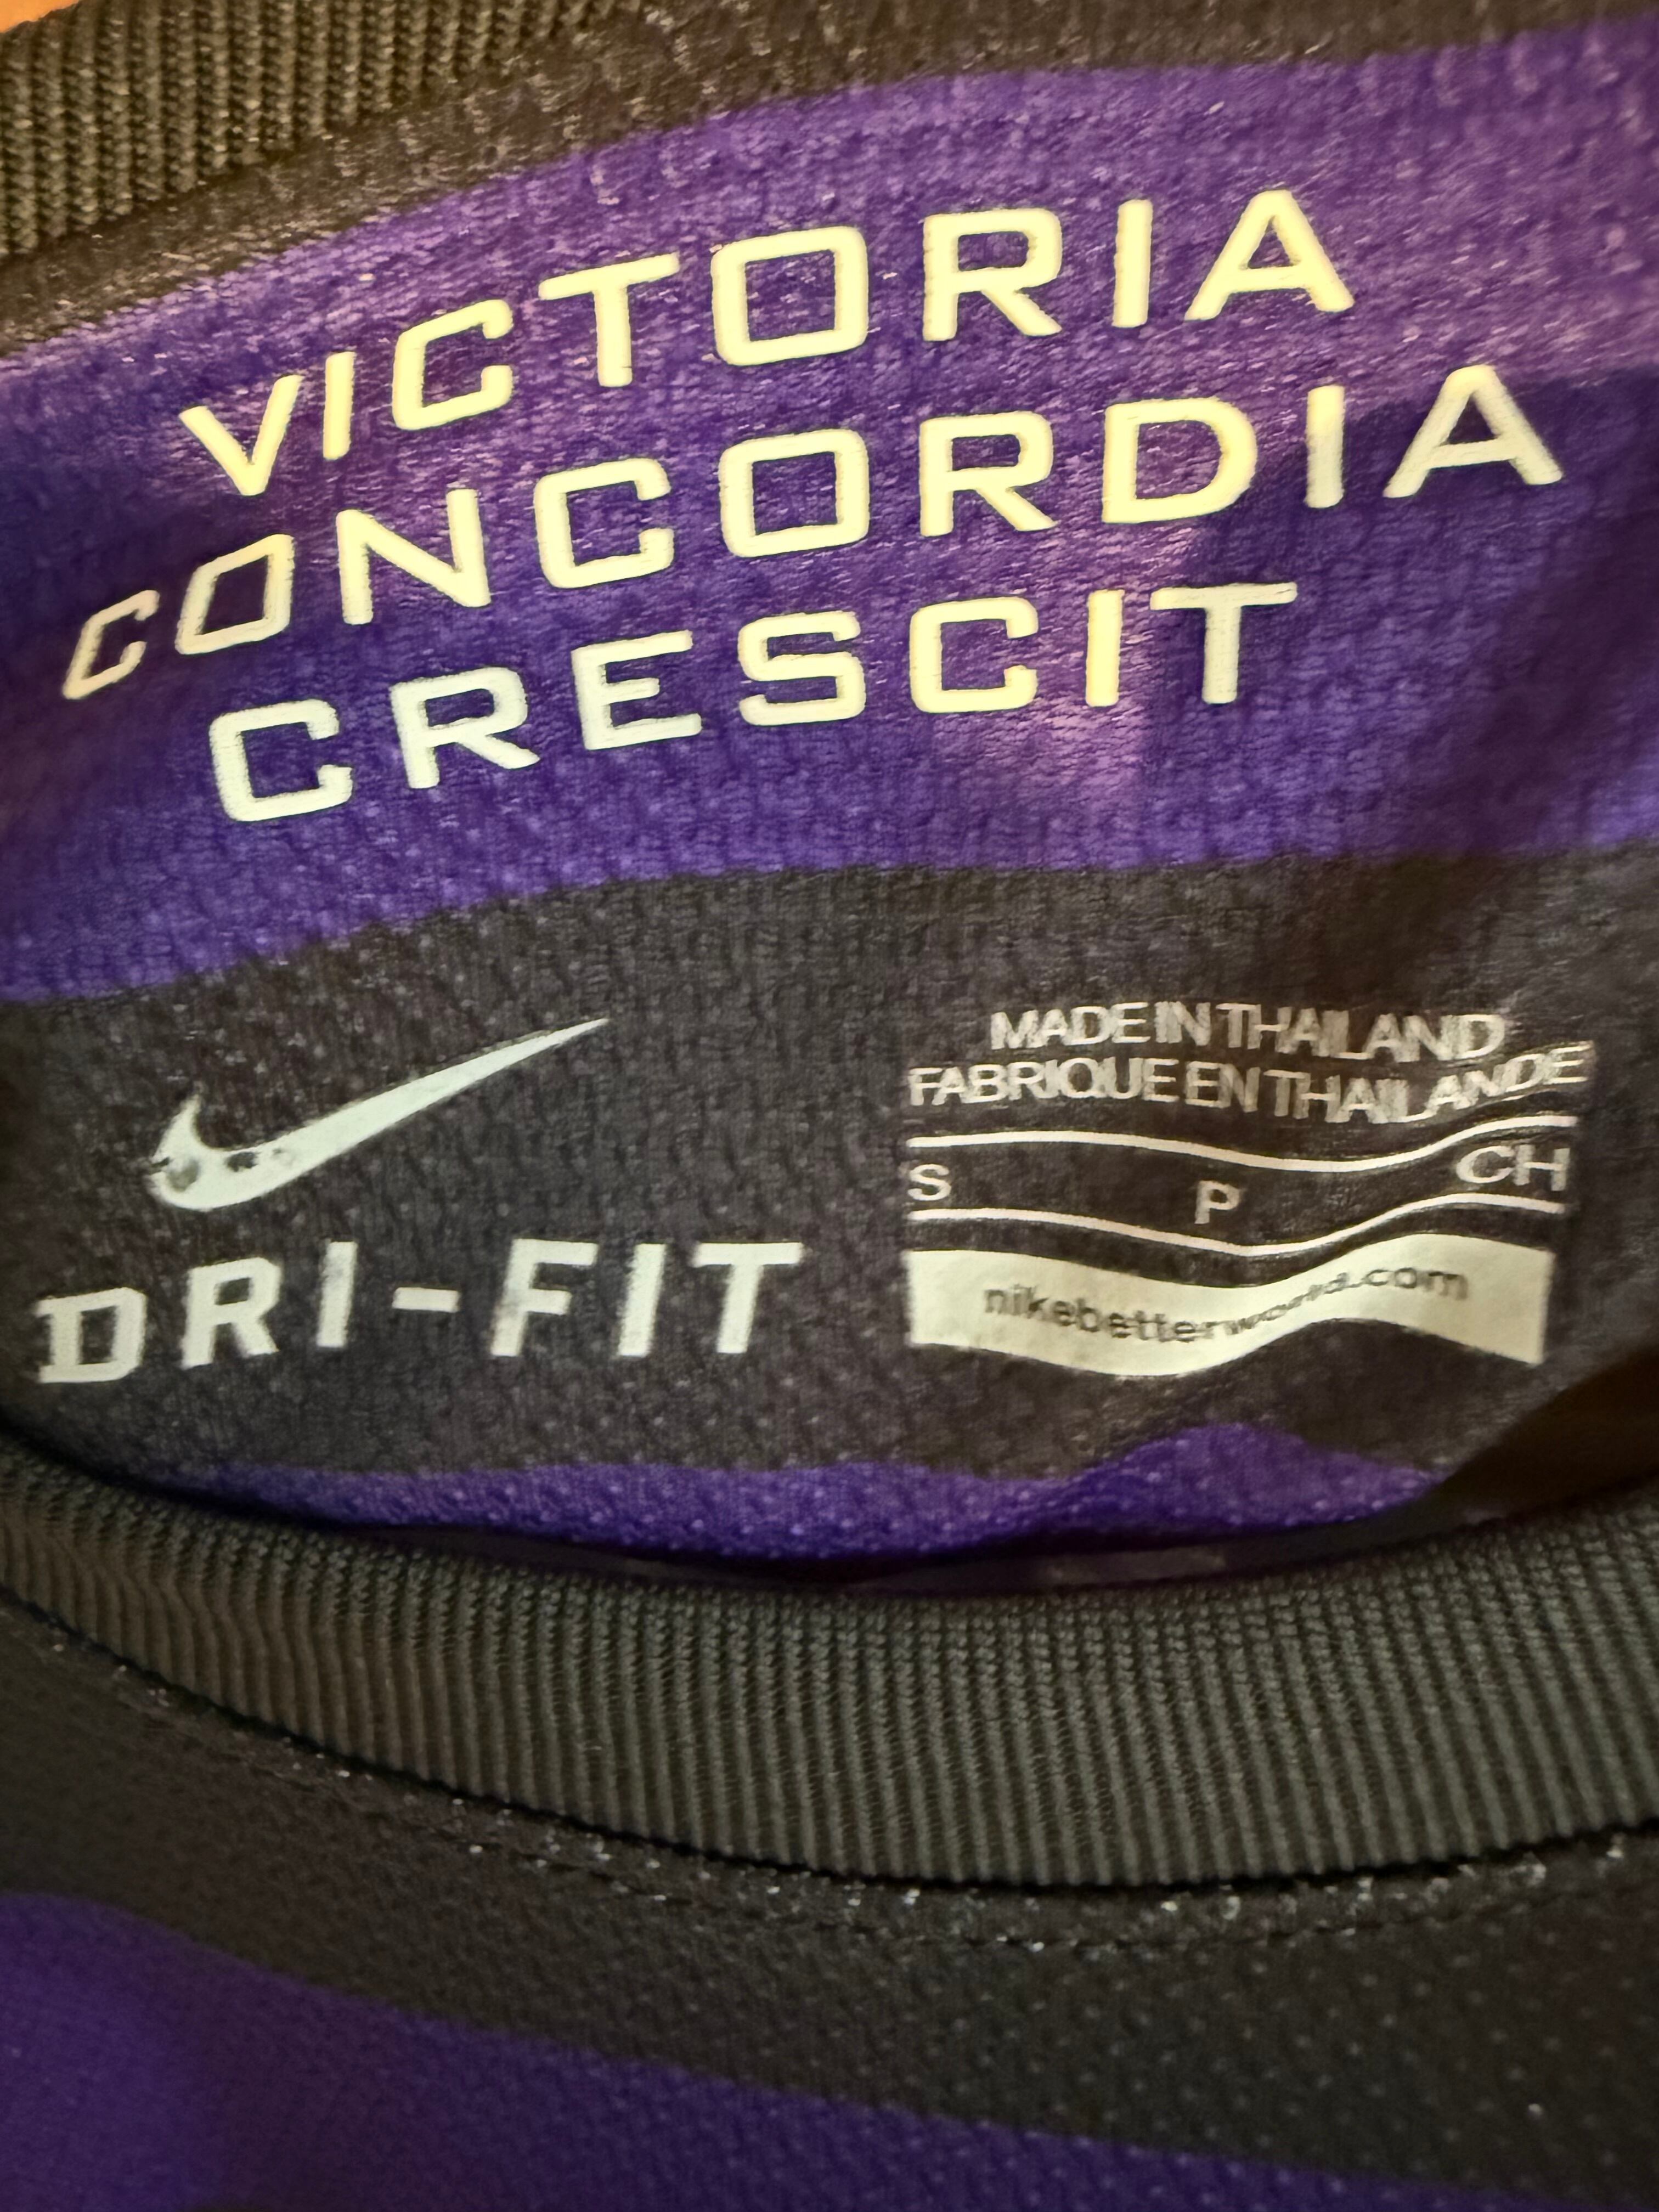 VICTORIA
CONCORDIA
CRESCIT
DRI-FIT
MADE IN THAILAND
FABRIQUE EN THAILANDE
S P CH
nikebetterworld.com